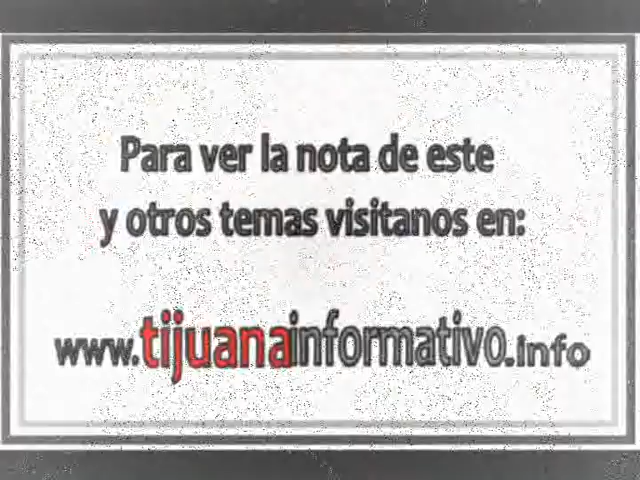 Para ver la nota de este
y otros temas visitanos en:
www.tijuanainformativo.info